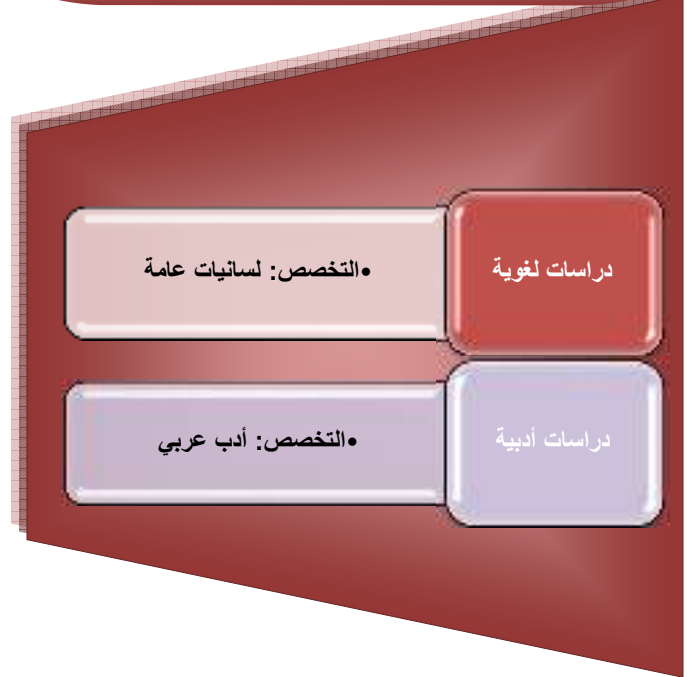 دراسات لغوية
•التخصص: لسانيات عامة
دراسات أدبية
•التخصص: أدب عربي